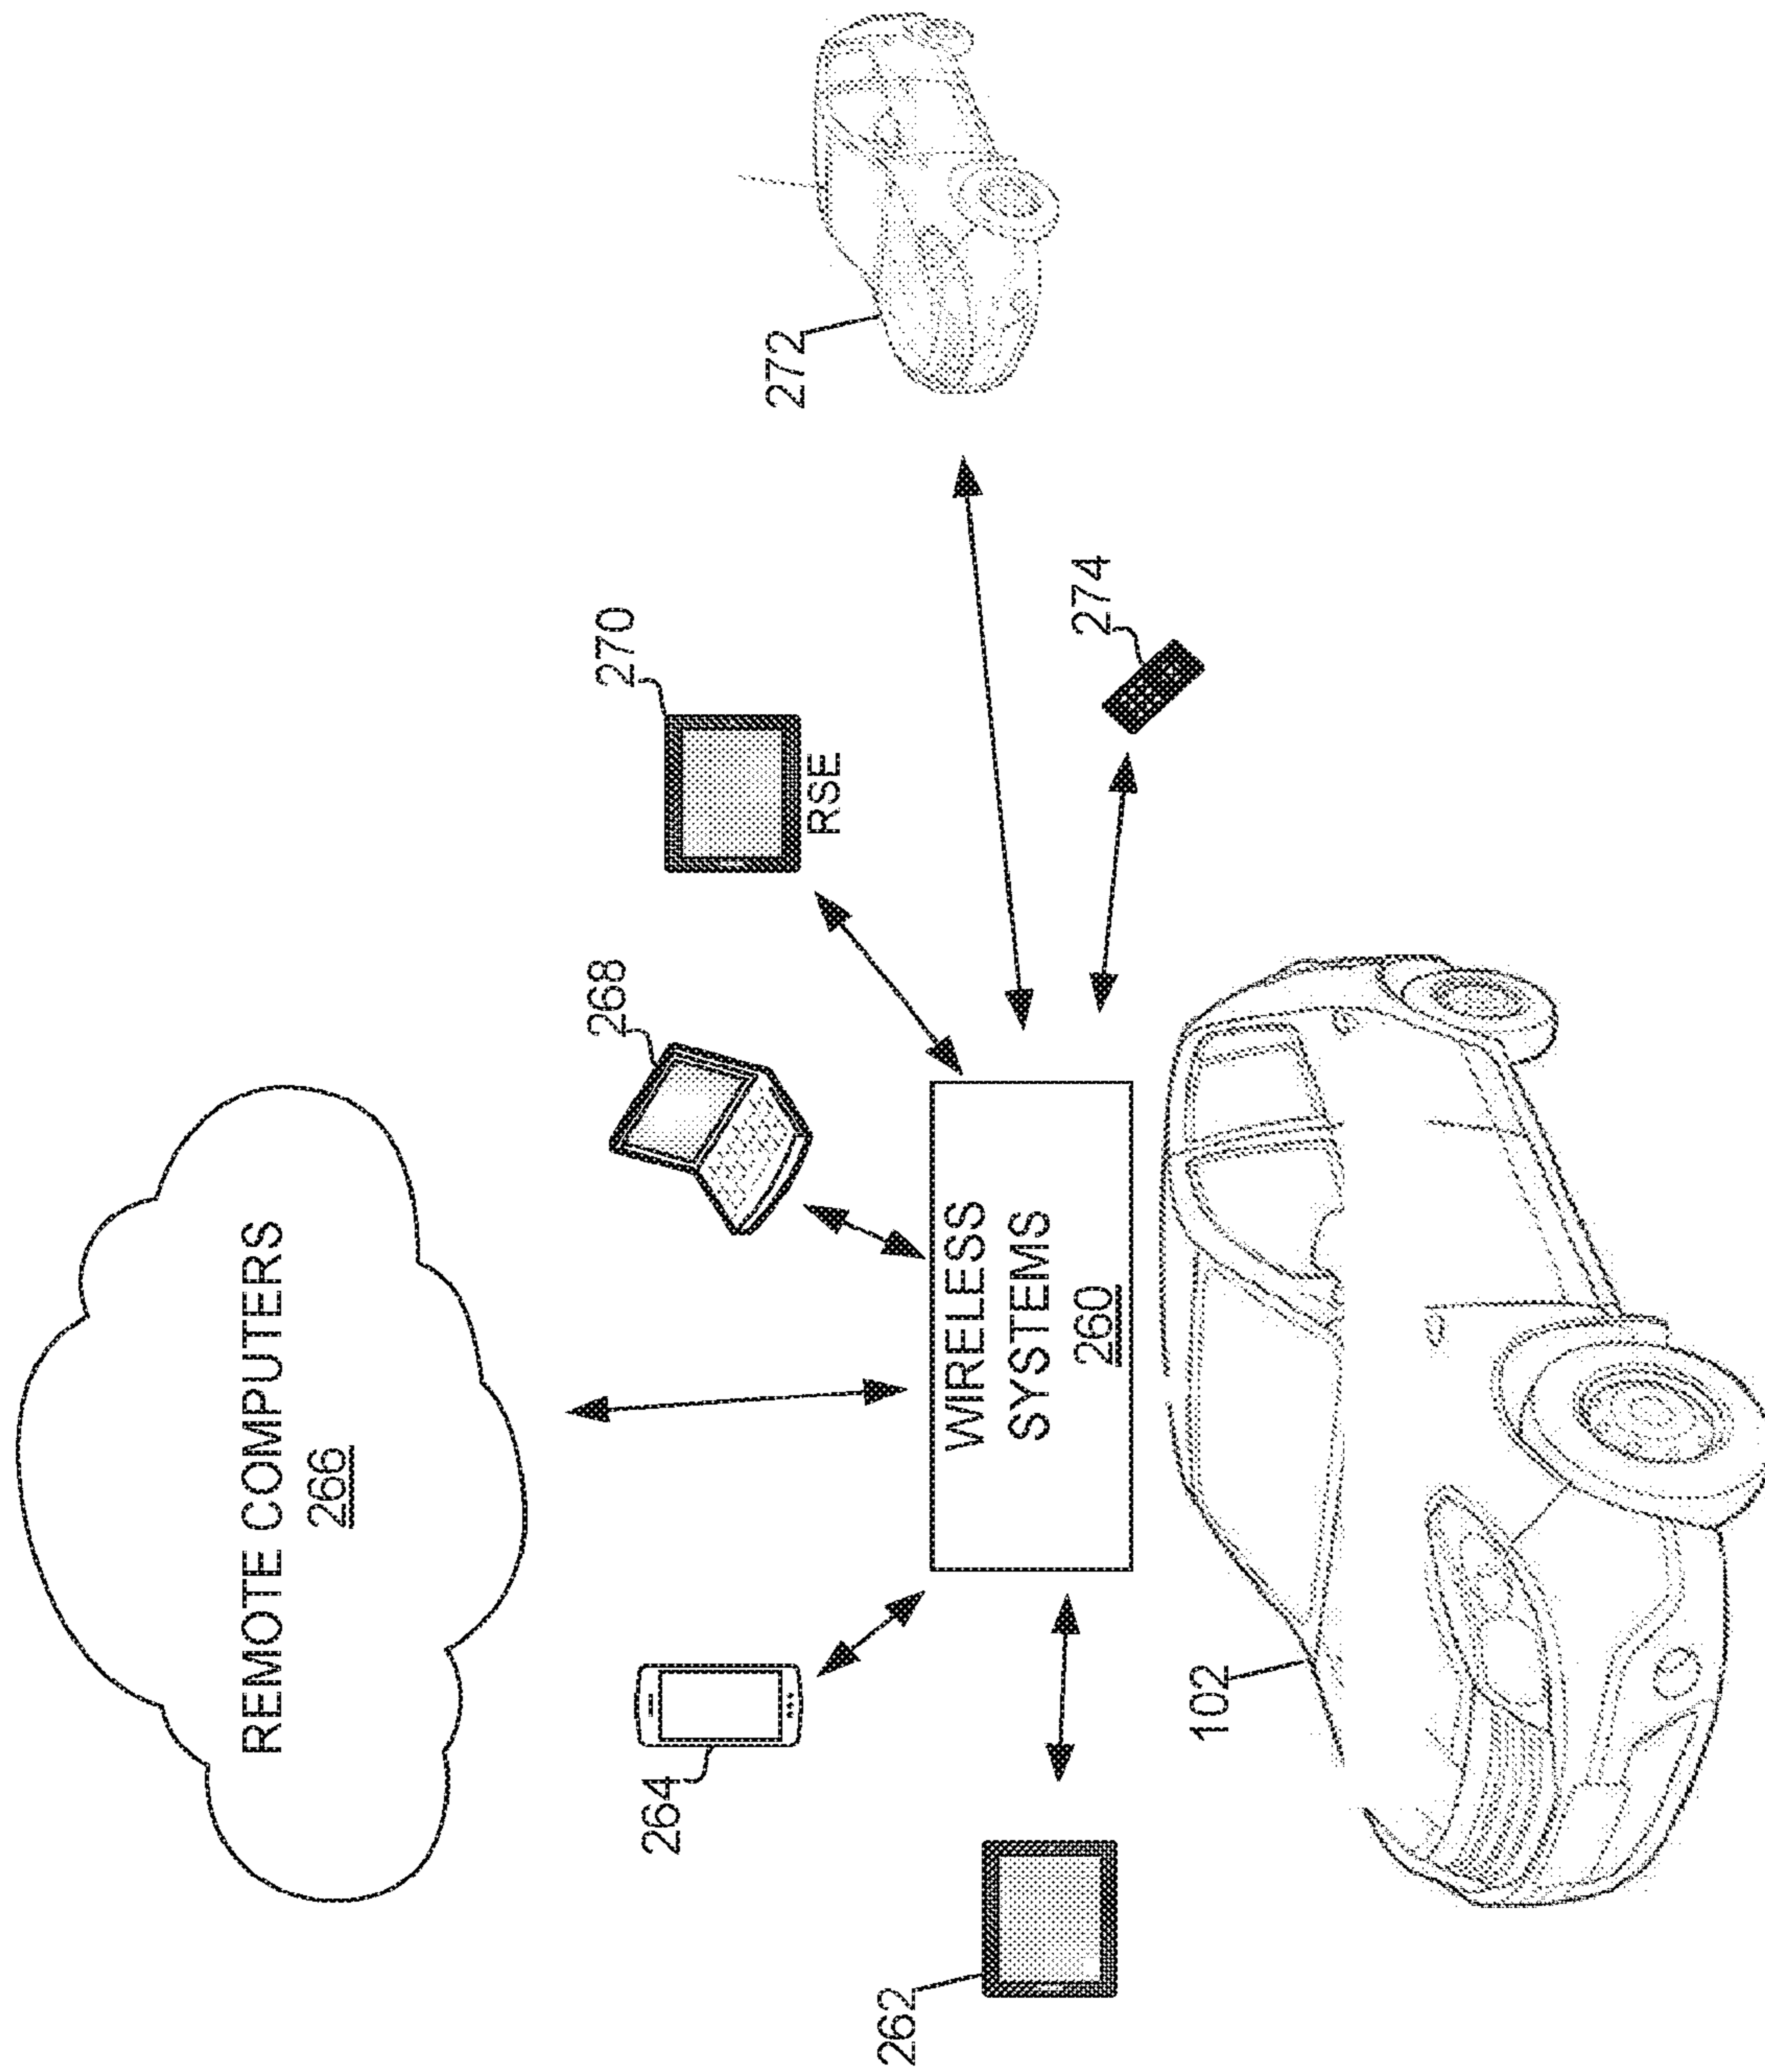 REMOTE COMPUTERS
266
264
268
270
RSE
272
262
WIRELESS
SYSTEMS
260
274
102